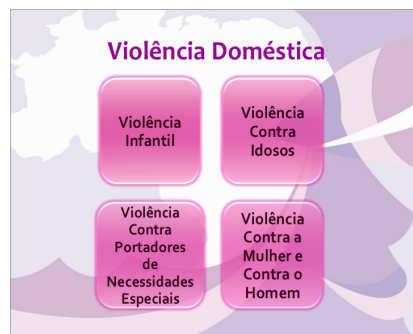 Violência Doméstica
Violência
Infantil
Violência
Contra
Idosos
Violência
Contra
Portadores
de
Necessidades
Especiais
Violência
Contra a
Mulher e
Contra o
Homem